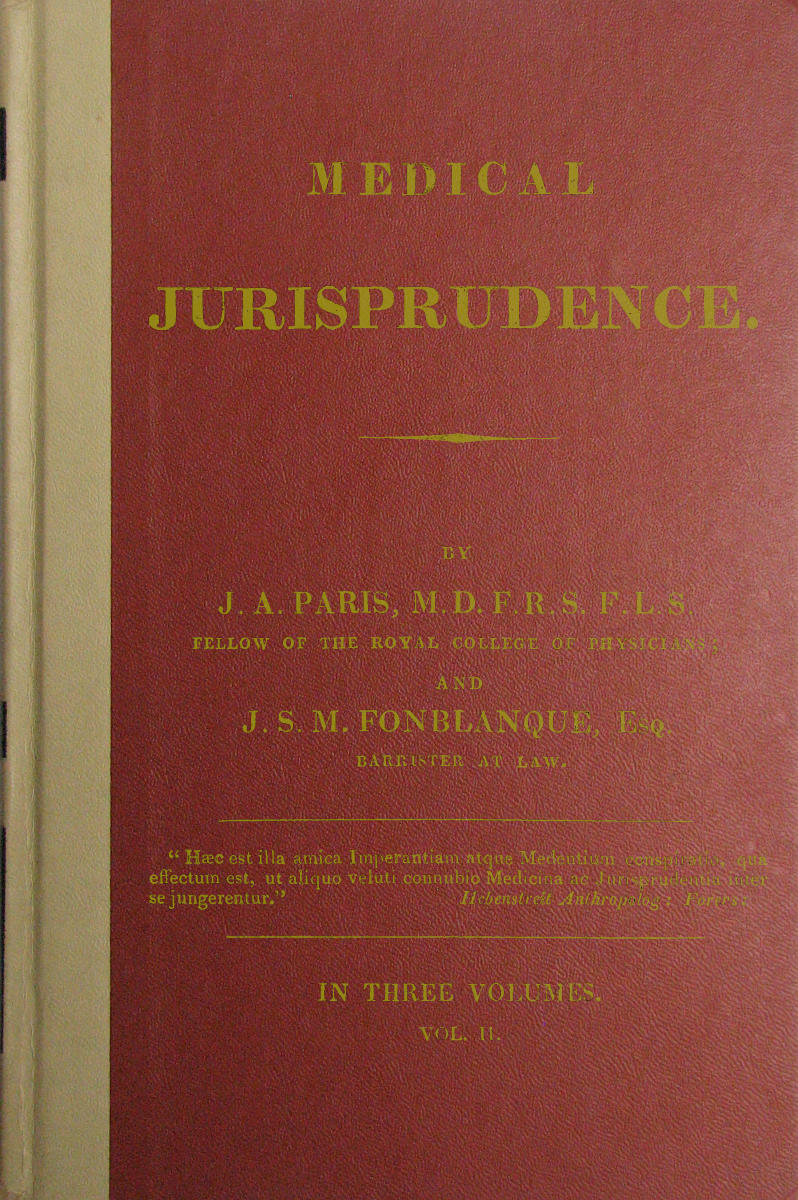 MEDICAL
JURISPRUDENCE.
BY
J. A. PARIS, M.D. F.R.S. F.L.S.
FELLOW OF THE ROYAL COLLEGE OF PHYSICIANS;
AND
J. S. M. FONBLANQUE, Esq.
BARRISTER AT LAW.
“ Hæc est illa amica Imperantiam atque Medentium qua
effectum est, ut aliquo veluti connubio Medicina ac Jurisprudentia inter
se jungerentur.” Hebenstreit Anthropolog: Forens:
IN THREE VOLUMES.
VOL. II.